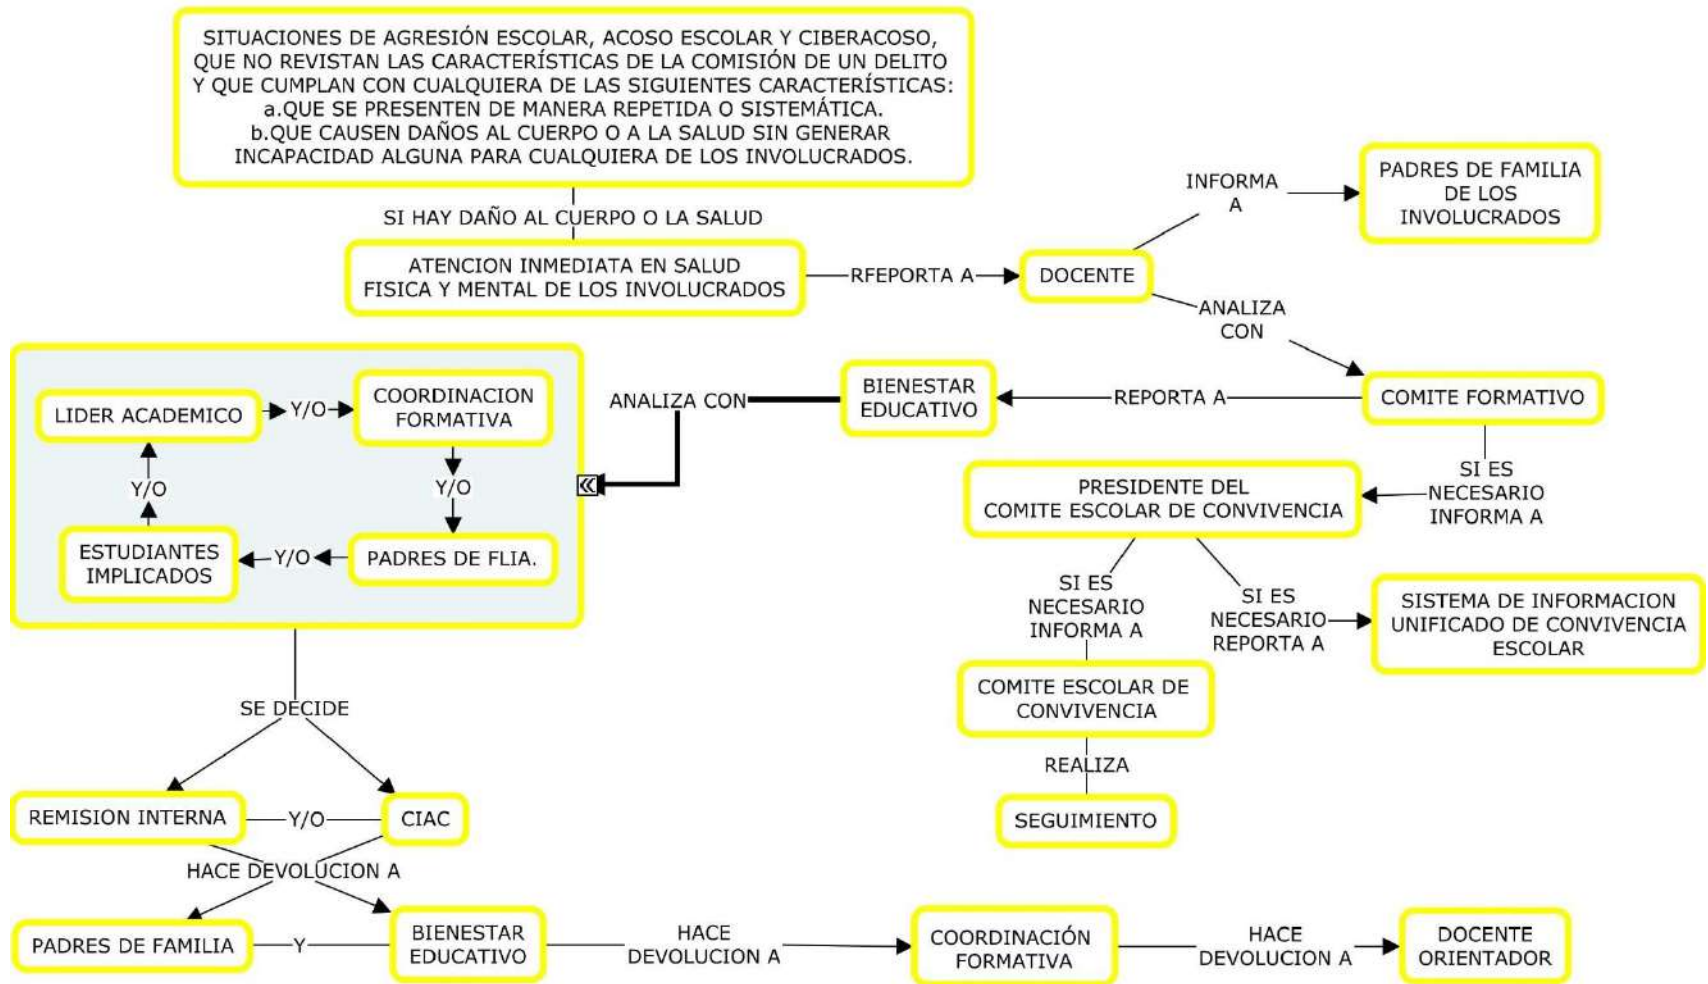 SITUACIONES DE AGRESIÓN ESCOLAR, ACOSO ESCOLAR Y CIBERACOSO,
QUE NO REVISTAN LAS CARACTERÍSTICAS DE LA COMISIÓN DE UN DELITO
Y QUE CUMPLAN CON CUALQUIERA DE LAS SIGUIENTES CARACTERÍSTICAS:
a.QUE SE PRESENTEN DE MANERA REPETIDA O SISTEMÁTICA.
b.QUE CAUSEN DAÑOS AL CUERPO O A LA SALUD SIN GENERAR
INCAPACIDAD ALGUNA PARA CUALQUIERA DE LOS INVOLUCRADOS.
SI HAY DAÑO AL CUERPO O LA SALUD
ATENCION INMEDIATA EN SALUD
FISICA Y MENTAL DE LOS INVOLUCRADOS
RFEPORTA A
DOCENTE
INFORMA
A
PADRES DE FAMILIA
DE LOS
INVOLUCRADOS
ANALIZA
CON
COMITE FORMATIVO
REPORTA A
BIENESTAR
EDUCATIVO
ANALIZA CON
LIDER ACADEMICO
Y/O
COORDINACION
FORMATIVA
Y/O
PADRES DE FLIA.
Y/O
ESTUDIANTES
IMPLICADOS
Y/O
SI ES
NECESARIO
INFORMA A
PRESIDENTE DEL
COMITE ESCOLAR DE CONVIVENCIA
SI ES
NECESARIO
INFORMA A
SI ES
NECESARIO
REPORTA A
SISTEMA DE INFORMACION
UNIFICADO DE CONVIVENCIA
ESCOLAR
COMITE ESCOLAR DE
CONVIVENCIA
REALIZA
SEGUIMIENTO
SE DECIDE
REMISION INTERNA
Y/O
CIAC
HACE DEVOLUCION A
PADRES DE FAMILIA
Y
BIENESTAR
EDUCATIVO
HACE
DEVOLUCION A
COORDINACIÓN
FORMATIVA
HACE
DEVOLUCION A
DOCENTE
ORIENTADOR